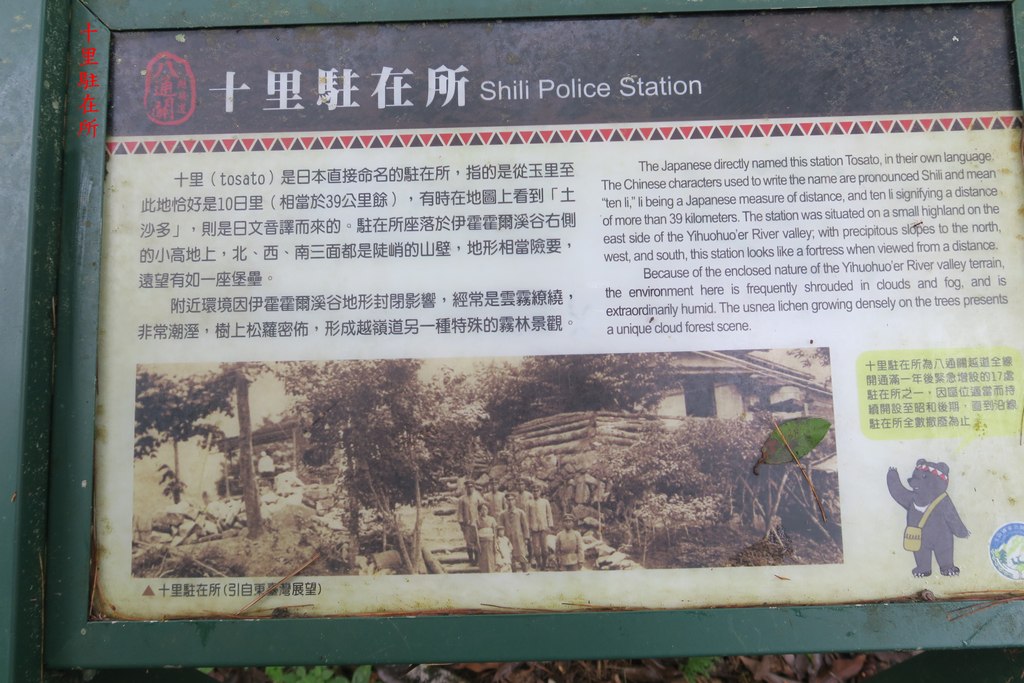 十里駐在所
八通關
十里駐在所 Shili Police Station
十里（tosato）是日本直接命名的駐在所，指的是從玉里至
此地恰好是10日里（相當於39公里餘），有時在地圖上看到「土
沙多」，則是日文音譯而來的。駐在所座落於伊霍霍爾溪谷右側
的小高地上，北、西、南三面都是陡峭的山壁，地形相當險要，
遠望有如一座堡壘。
附近環境因伊霍霍爾溪谷地形封閉影響，經常是雲霧繚繞，
非常潮溼，樹上松蘿密佈，形成越嶺道另一種特殊的霧林景觀。
The Japanese directly named this station Tosato, in their own language.
The Chinese characters used to write the name are pronounced Shili and mean
“ten li,” li being a Japanese measure of distance, and ten li signifying a distance
of more than 39 kilometers. The station was situated on a small highland on the
east side of the Yihuohuo'er River valley; with precipitous slopes to the north,
west, and south, this station looks like a fortress when viewed from a distance.
Because of the enclosed nature of the Yihuohuo'er River valley terrain,
the environment here is frequently shrouded in clouds and fog, and is
extraordinarily humid. The usnea lichen growing densely on the trees presents
a unique cloud forest scene.
十里駐在所為八通關越道全線
開通滿一年後緊急增設的17處
駐在所之一，因區位適當而持
續開設至昭和後期，直到沿線
駐在所全數撤廢為止。
▲十里駐在所(引自東臺灣展望)